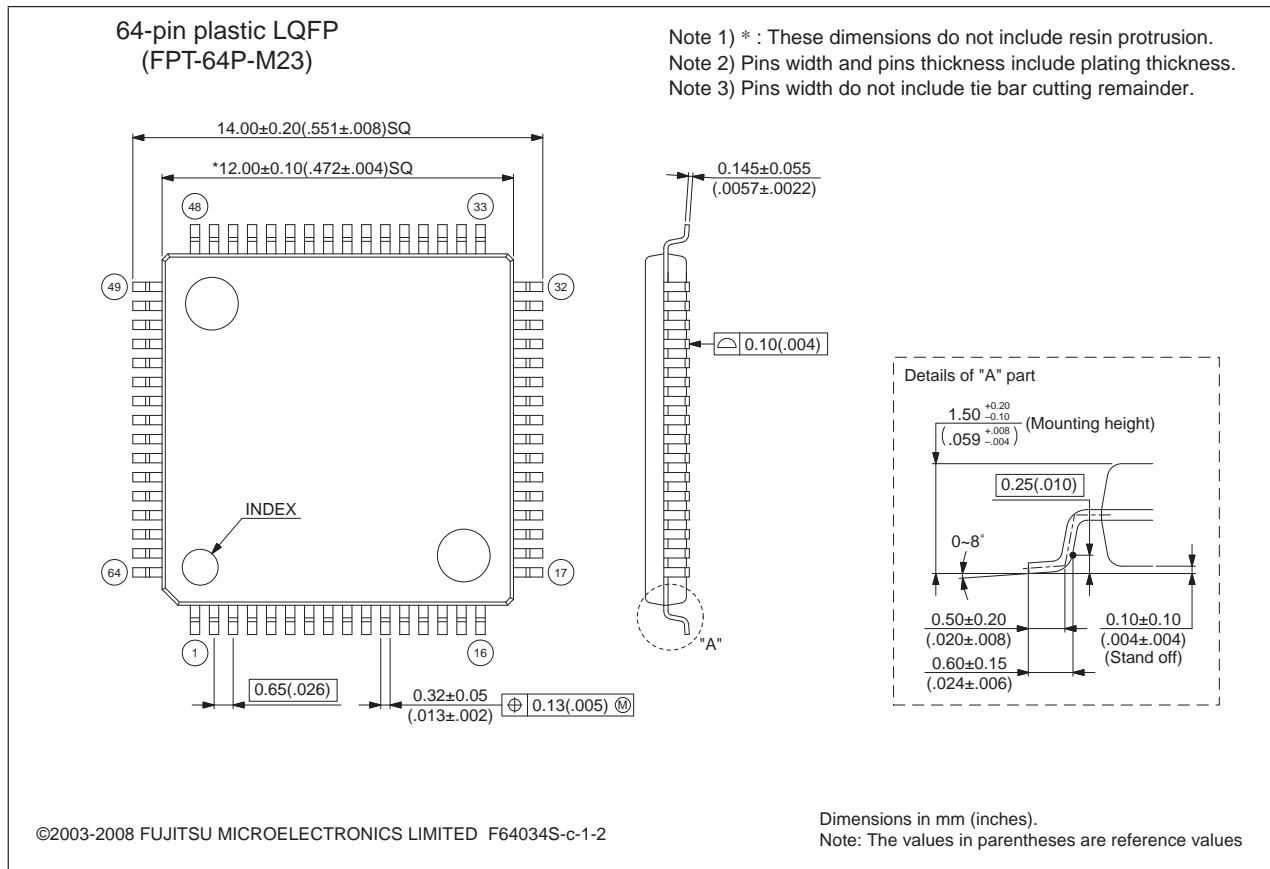 64-pin plastic LQFP
(FPT-64P-M23)
Note 1) * : These dimensions do not include resin protrusion.
Note 2) Pins width and pins thickness include plating thickness.
Note 3) Pins width do not include tie bar cutting remainder.
14.00±0.20(.551±.008)SQ
*12.00±0.10(.472±.004)SQ
0.145±0.055
(.0057±.0022)
48
33
49
32
0.10(.004)
Details of "A" part
1.50 +0.20 –0.10 (Mounting height)
(.059 +.008 –.004)
0.25(.010)
INDEX
0~8°
64
17
0.50±0.20
(.020±.008)
0.10±0.10
(.004±.004)
(Stand off)
0.60±0.15
(.024±.006)
1
16
"A"
0.65(.026)
0.32±0.05
(.013±.002)
⌖ 0.13(.005) Ⓜ
©2003-2008 FUJITSU MICROELECTRONICS LIMITED F64034S-c-1-2
Dimensions in mm (inches).
Note: The values in parentheses are reference values